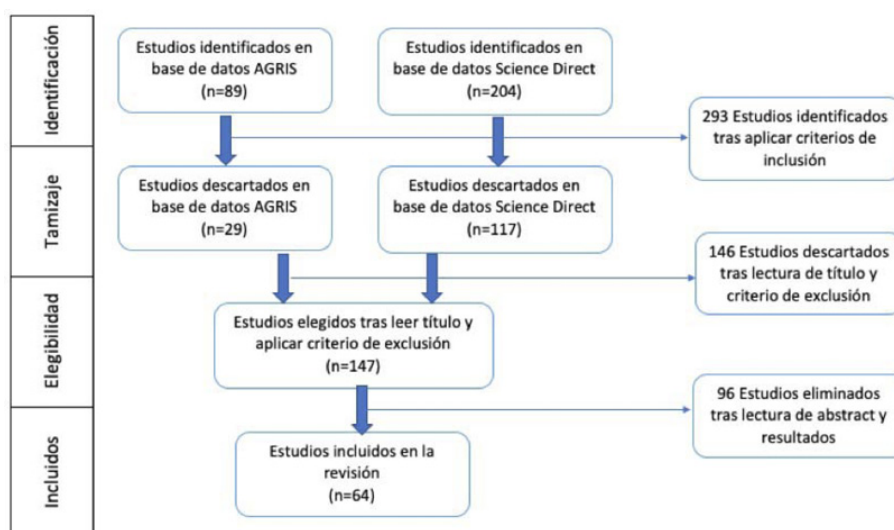 Identificación
Estudios identificados en
base de datos AGRIS
(n=89)
Estudios identificados en
base de datos Science Direct
(n=204)
293 Estudios identificados
tras aplicar criterios de
inclusión
Tamizaje
Estudios descartados en
base de datos AGRIS
(n=29)
Estudios descartados en
base de datos Science Direct
(n=117)
146 Estudios descartados
tras lectura de título y
criterio de exclusión
Elegibilidad
Estudios elegidos tras leer título y
aplicar criterio de exclusión
(n=147)
96 Estudios eliminados
tras lectura de abstract y
resultados
Incluidos
Estudios incluidos en la
revisión
(n=64)